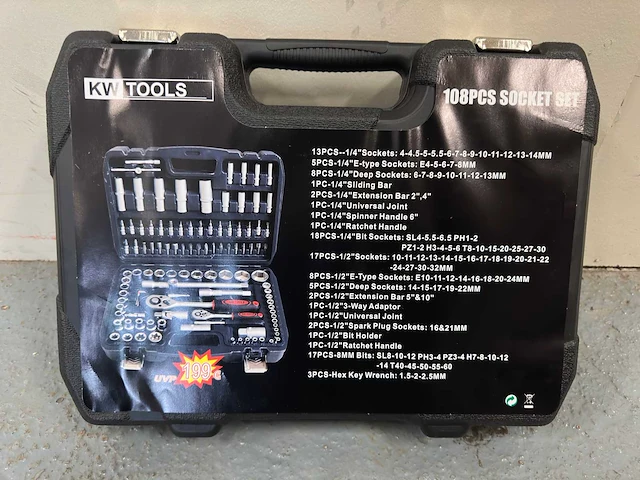 KW TOOLS
108PCS SOCKET SET
13PCS--1/4"Sockets: 4-4.5-5-5.5-6-7-8-9-10-11-12-13-14MM
5PCS-1/4"E-type Sockets: E4-5-6-7-8MM
8PCS-1/4"Deep Sockets: 6-7-8-9-10-11-12-13MM
1PC-1/4"Sliding Bar
2PCS-1/4"Extension Bar 2",4"
1PC-1/4"Universal Joint
1PC-1/4"Spinner Handle 6"
1PC-1/4"Ratchet Handle
18PCS-1/4"Bit Sockets: SL4-5.5-6.5 PH1-2
PZ1-2 H3-4-5-6 T8-10-15-20-25-27-30
17PCS-1/2"Sockets: 10-11-12-13-14-15-16-17-18-19-20-21-22
-24-27-30-32MM
8PCS-1/2"E-Type Sockets: E10-11-12-14-16-18-20-24MM
5PCS-1/2"Deep Sockets: 14-15-17-19-22MM
2PCS-1/2"Extension Bar 5"&10"
1PC-1/2"3-Way Adaptor
1PC-1/2"Universal Joint
2PCS-1/2"Spark Plug Sockets: 16&21MM
1PC-1/2"Bit Holder
1PC-1/2"Ratchet Handle
17PCS-8MM Bits: SL8-10-12 PH3-4 PZ3-4 H7-8-10-12
-14 T40-45-50-55-60
3PCS-Hex Key Wrench: 1.5-2-2.5MM
UVP 199 €